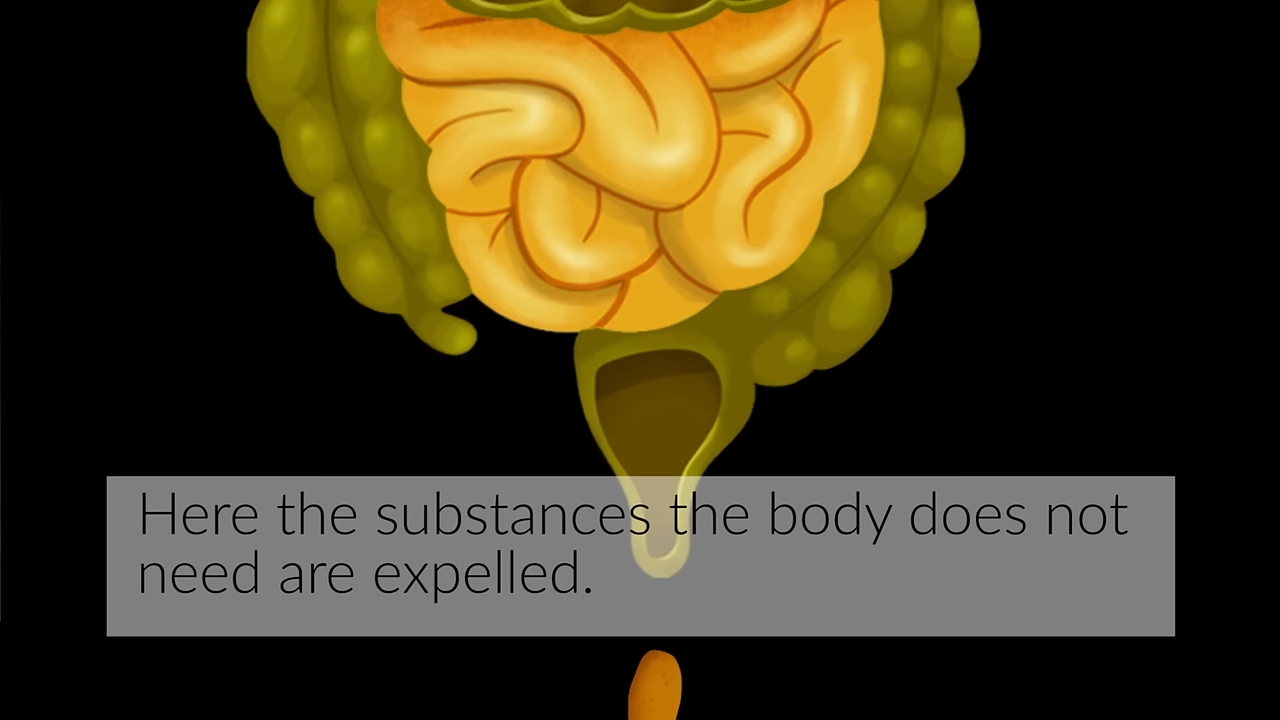 Here the substances the body does not
need are expelled.